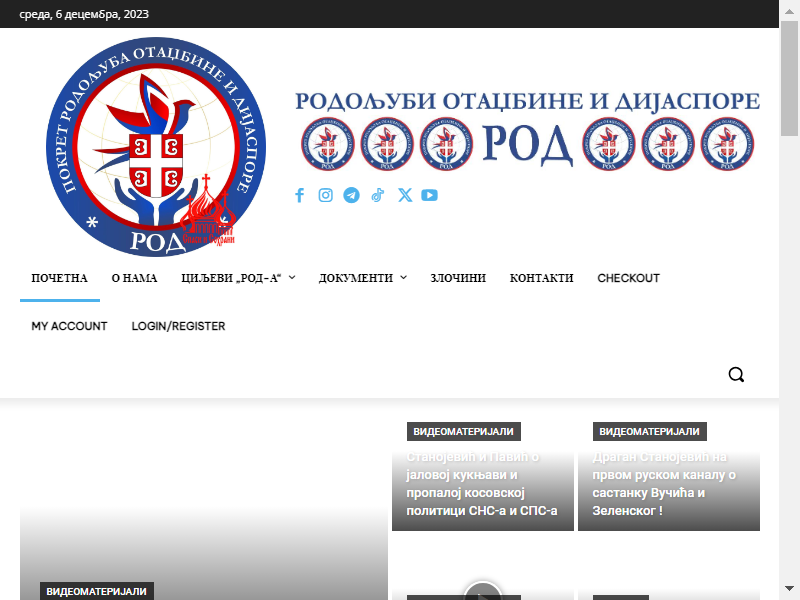 среда, 6 децембра, 2023
ПОКРЕТ РОДОЉУБА ОТАЏБИНЕ И ДИЈАСПОРЕ
РОД
РОДОЉУБИ ОТАЏБИНЕ И ДИЈАСПОРЕ
РОД
ПОЧЕТНА О НАМА ЦИЉЕВИ „РОД–А“ ДОКУМЕНТИ ЗЛОЧИНИ КОНТАКТИ CHECKOUT
MY ACCOUNT LOGIN/REGISTER
ВИДЕОМАТЕРИЈАЛИ
Станојевић и Павић о
јаловој кукњави и
пропалој косовској
политици СНС-а и СПС-а
ВИДЕОМАТЕРИЈАЛИ
Драган Станојевић на
првом руском каналу о
састанку Вучића и
Зеленског !
ВИДЕОМАТЕРИЈАЛИ